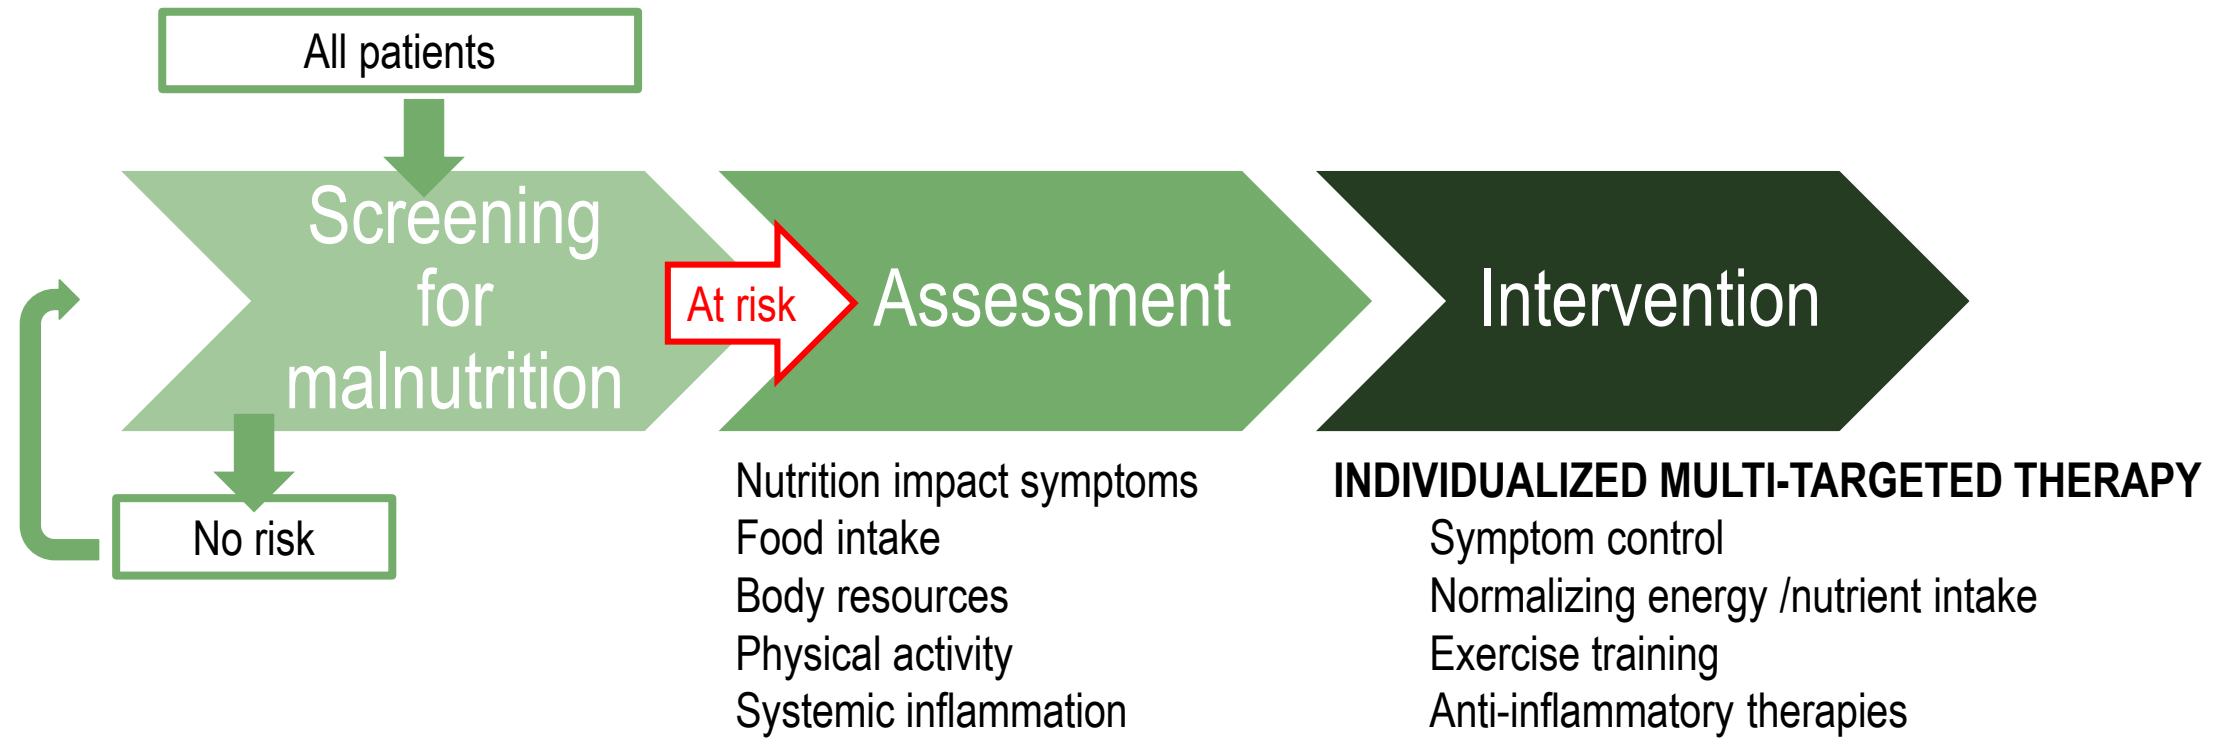 All patients
Screening
for
malnutrition
At risk
Assessment
Intervention
No risk
Nutrition impact symptoms
Food intake
Body resources
Physical activity
Systemic inflammation
INDIVIDUALIZED MULTI-TARGETED THERAPY
Symptom control
Normalizing energy /nutrient intake
Exercise training
Anti-inflammatory therapies